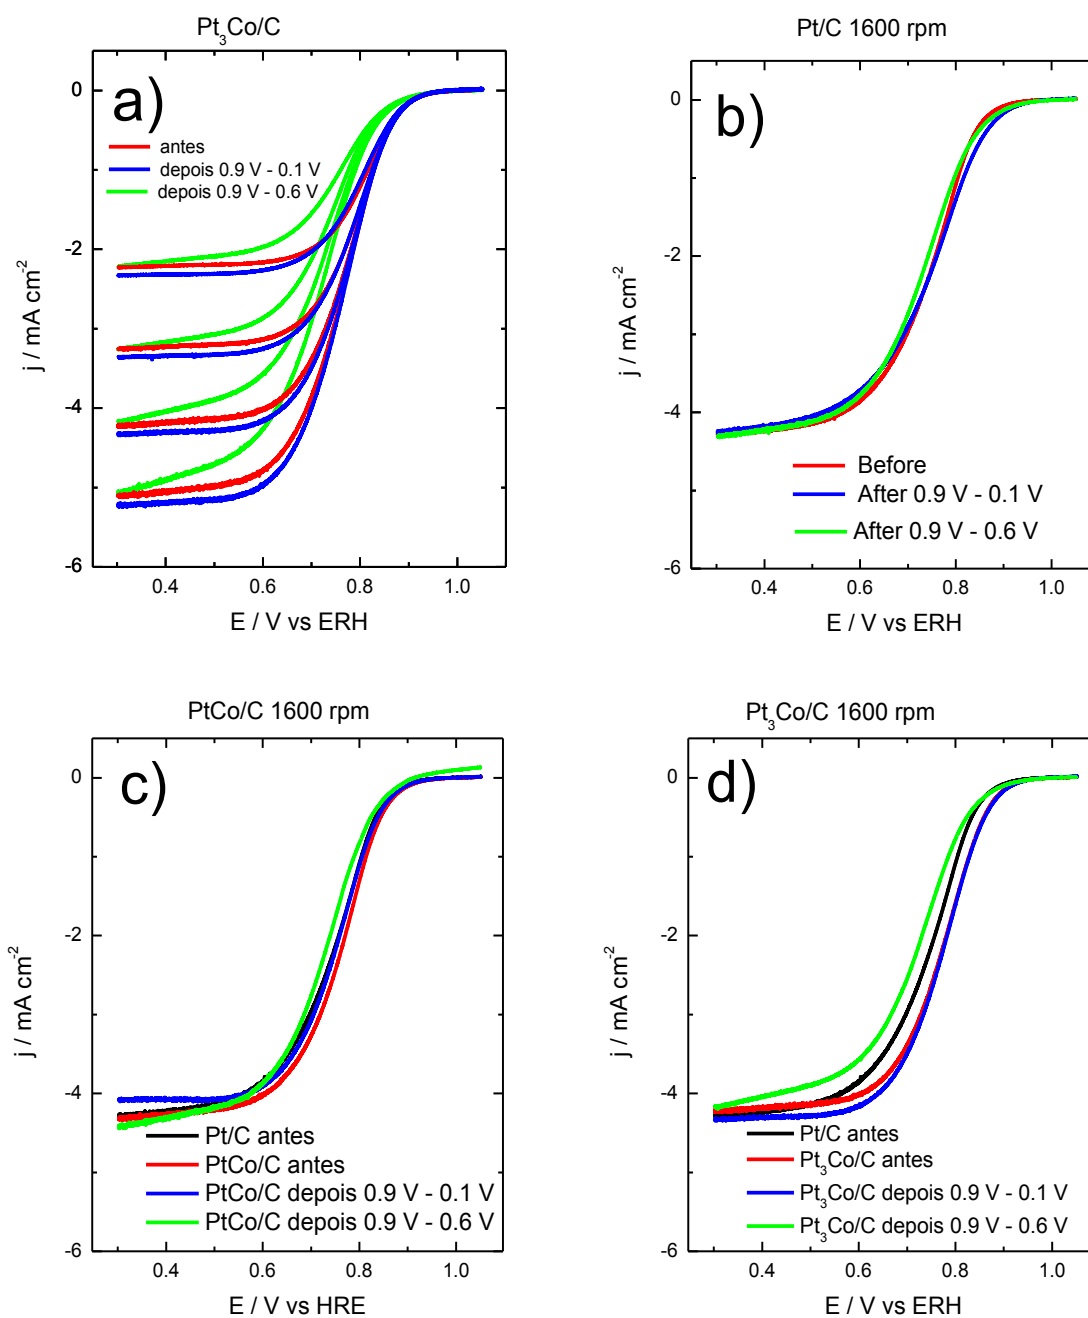 Pt₃Co/C
a)
antes
depois 0.9 V - 0.1 V
depois 0.9 V - 0.6 V
0
-2
-4
-6
0.4 0.6 0.8 1.0
j / mA cm⁻²
E / V vs ERH
Pt/C 1600 rpm
b)
Before
After 0.9 V - 0.1 V
After 0.9 V - 0.6 V
0
-2
-4
-6
0.4 0.6 0.8 1.0
j / mA cm⁻²
E / V vs ERH
PtCo/C 1600 rpm
c)
Pt/C antes
PtCo/C antes
PtCo/C depois 0.9 V - 0.1 V
PtCo/C depois 0.9 V - 0.6 V
0
-2
-4
-6
0.4 0.6 0.8 1.0
j / mA cm⁻²
E / V vs HRE
Pt₃Co/C 1600 rpm
d)
Pt/C antes
Pt₃Co/C antes
Pt₃Co/C depois 0.9 V - 0.1 V
Pt₃Co/C depois 0.9 V - 0.6 V
0
-2
-4
-6
0.4 0.6 0.8 1.0
j / mA cm⁻²
E / V vs ERH